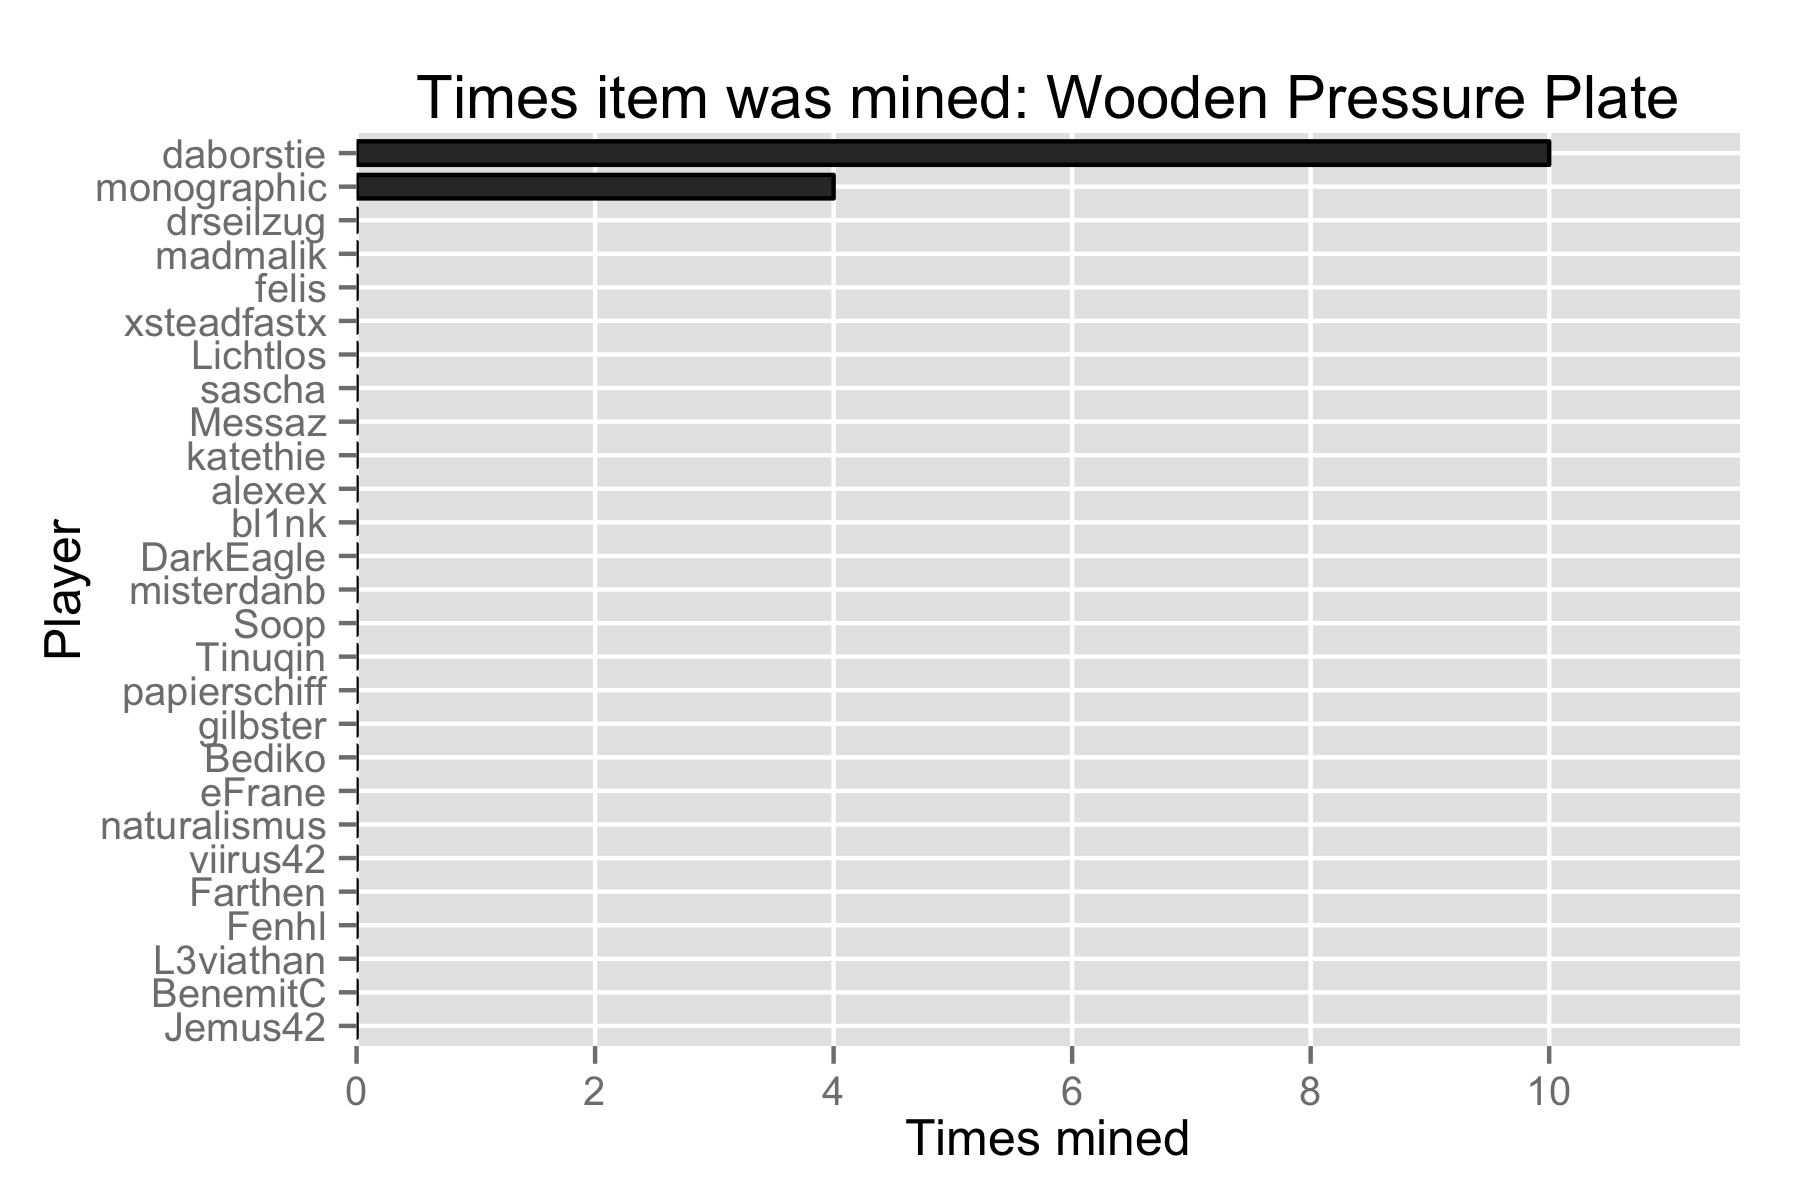 Times item was mined: Wooden Pressure Plate
daborstie
monographic
drseilzug
madmalik
felis
xsteadfastx
Lichtlos
sascha
Messaz
katethie
alexex
bl1nk
DarkEagle
misterdanb
Soop
Tinuqin
papierschiff
gilbster
Bediko
eFrane
naturalismus
viirus42
Farthen
Fenhl
L3viathan
BenemitC
Jemus42
Player
0 2 4 6 8 10
Times mined